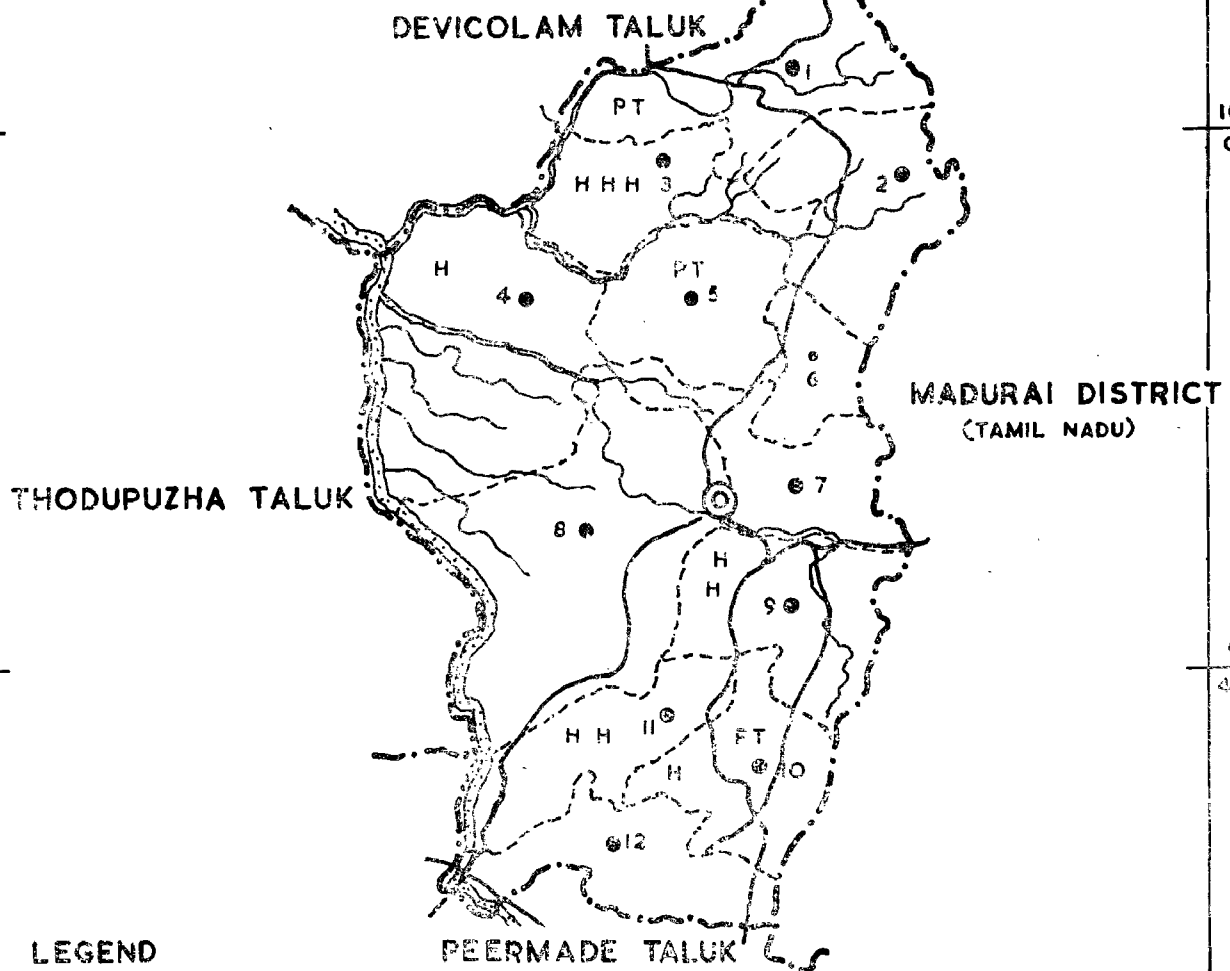 DEVICOLAM TALUK
1
PT
H H H 3
2
H
4
PT
5
6
MADURAI DISTRICT
(TAMIL NADU)
7
THODUPUZHA TALUK
8
H
H
9
H H
11
PT
H
10
12
LEGEND
PEERMADE TALUK